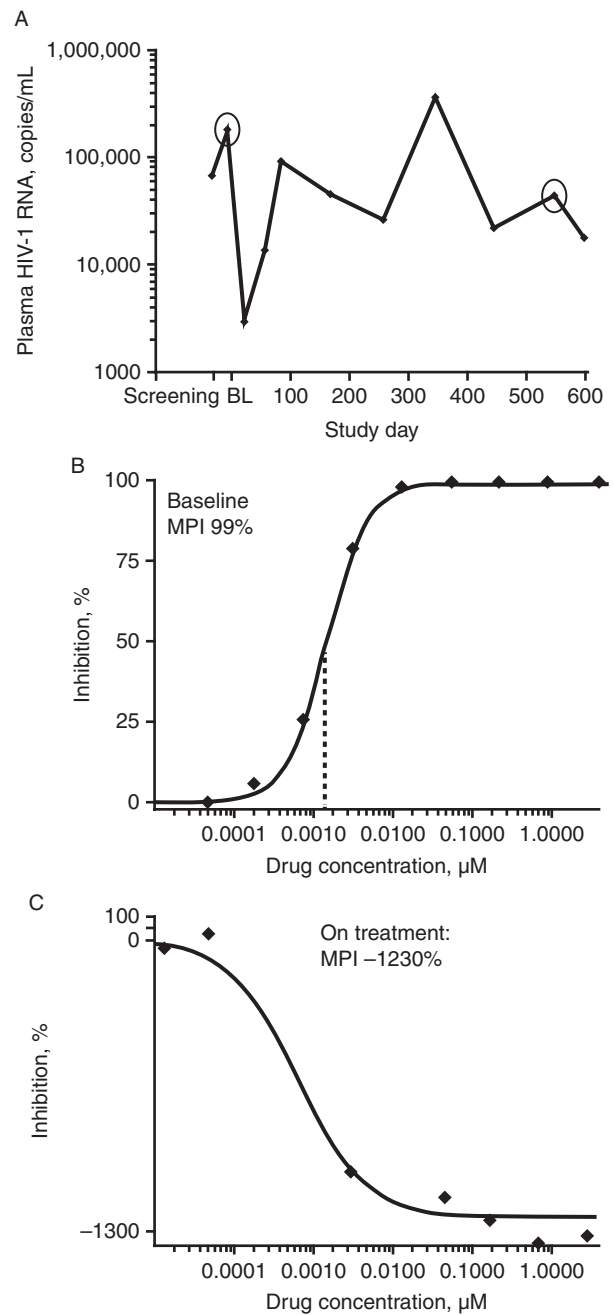 A
Plasma HIV-1 RNA, copies/mL
1,000,000
100,000
10,000
1000
Screening BL 100 200 300 400 500 600
Study day
B
Inhibition, %
100
75
50
25
0
Baseline
MPI 99%
0.0001 0.0010 0.0100 0.1000 1.0000
Drug concentration, µM
C
Inhibition, %
100
0
−1300
On treatment:
MPI −1230%
0.0001 0.0010 0.0100 0.1000 1.0000
Drug concentration, µM